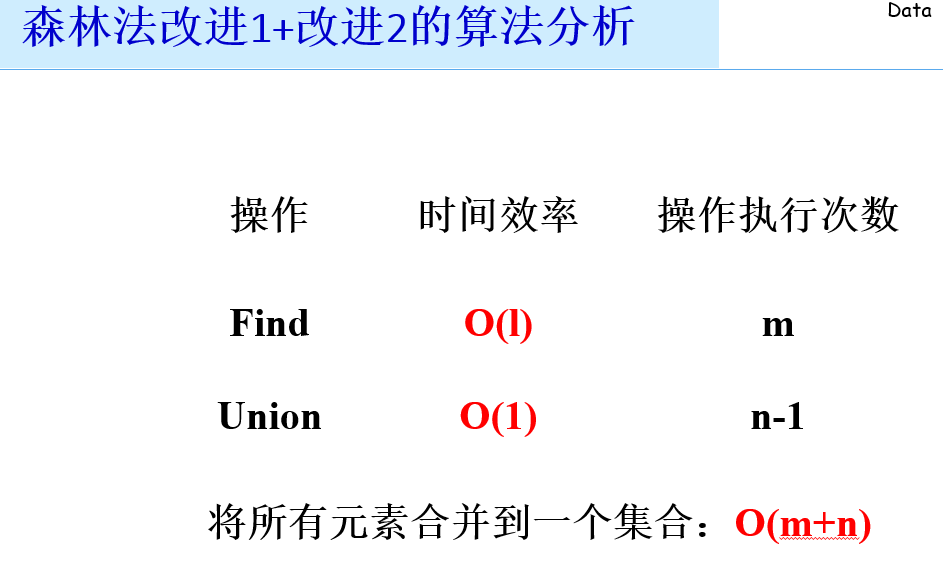 森林法改进1+改进2的算法分析
Data
操作 时间效率 操作执行次数
Find O(l) m
Union O(1) n-1
将所有元素合并到一个集合：O(m+n)